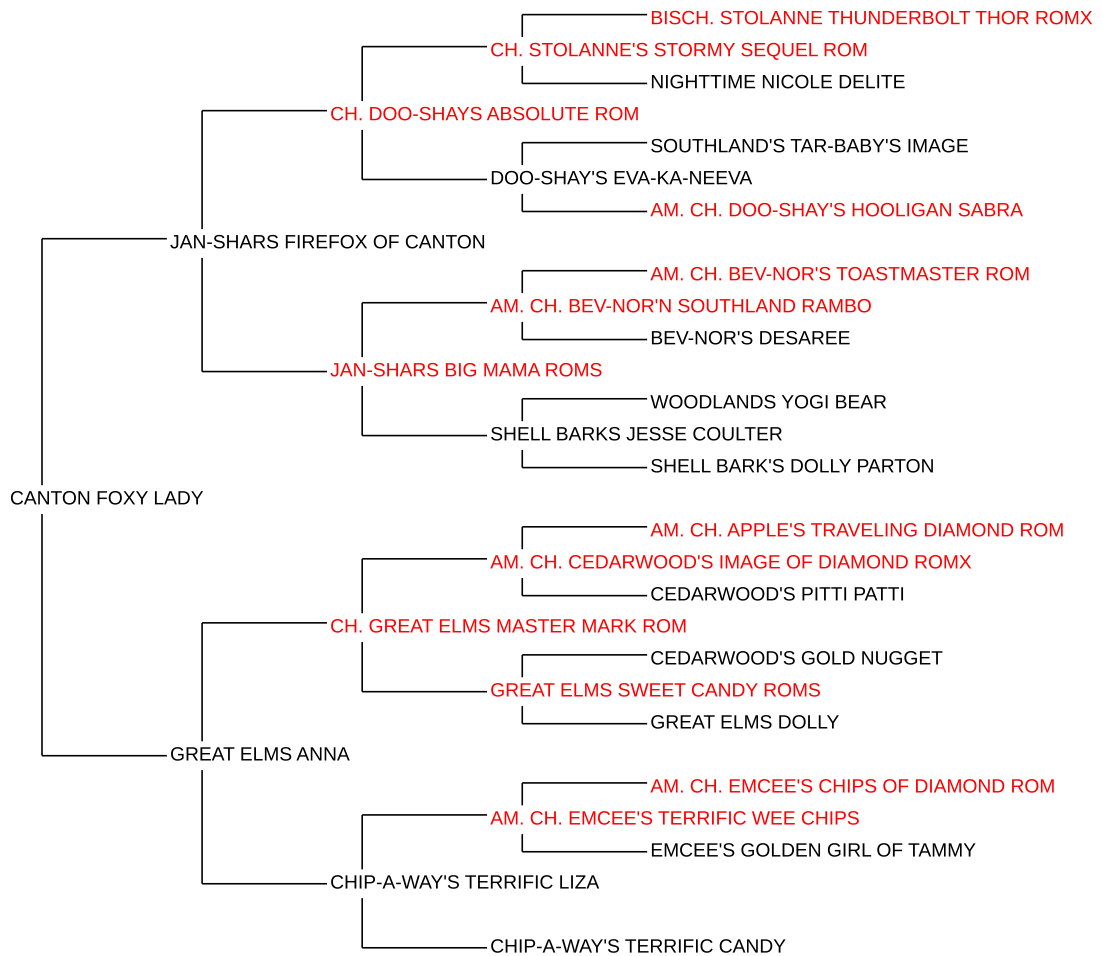 BISCH. STOLANNE THUNDERBOLT THOR ROMX
CH. STOLANNE'S STORMY SEQUEL ROM
NIGHTTIME NICOLE DELITE
CH. DOO-SHAYS ABSOLUTE ROM
SOUTHLAND'S TAR-BABY'S IMAGE
DOO-SHAY'S EVA-KA-NEEVA
AM. CH. DOO-SHAY'S HOOLIGAN SABRA
JAN-SHARS FIREFOX OF CANTON
AM. CH. BEV-NOR'S TOASTMASTER ROM
AM. CH. BEV-NOR'N SOUTHLAND RAMBO
BEV-NOR'S DESAREE
JAN-SHARS BIG MAMA ROMS
WOODLANDS YOGI BEAR
SHELL BARKS JESSE COULTER
SHELL BARK'S DOLLY PARTON
CANTON FOXY LADY
AM. CH. APPLE'S TRAVELING DIAMOND ROM
AM. CH. CEDARWOOD'S IMAGE OF DIAMOND ROMX
CEDARWOOD'S PITTI PATTI
CH. GREAT ELMS MASTER MARK ROM
CEDARWOOD'S GOLD NUGGET
GREAT ELMS SWEET CANDY ROMS
GREAT ELMS DOLLY
GREAT ELMS ANNA
AM. CH. EMCEE'S CHIPS OF DIAMOND ROM
AM. CH. EMCEE'S TERRIFIC WEE CHIPS
EMCEE'S GOLDEN GIRL OF TAMMY
CHIP-A-WAY'S TERRIFIC LIZA
CHIP-A-WAY'S TERRIFIC CANDY